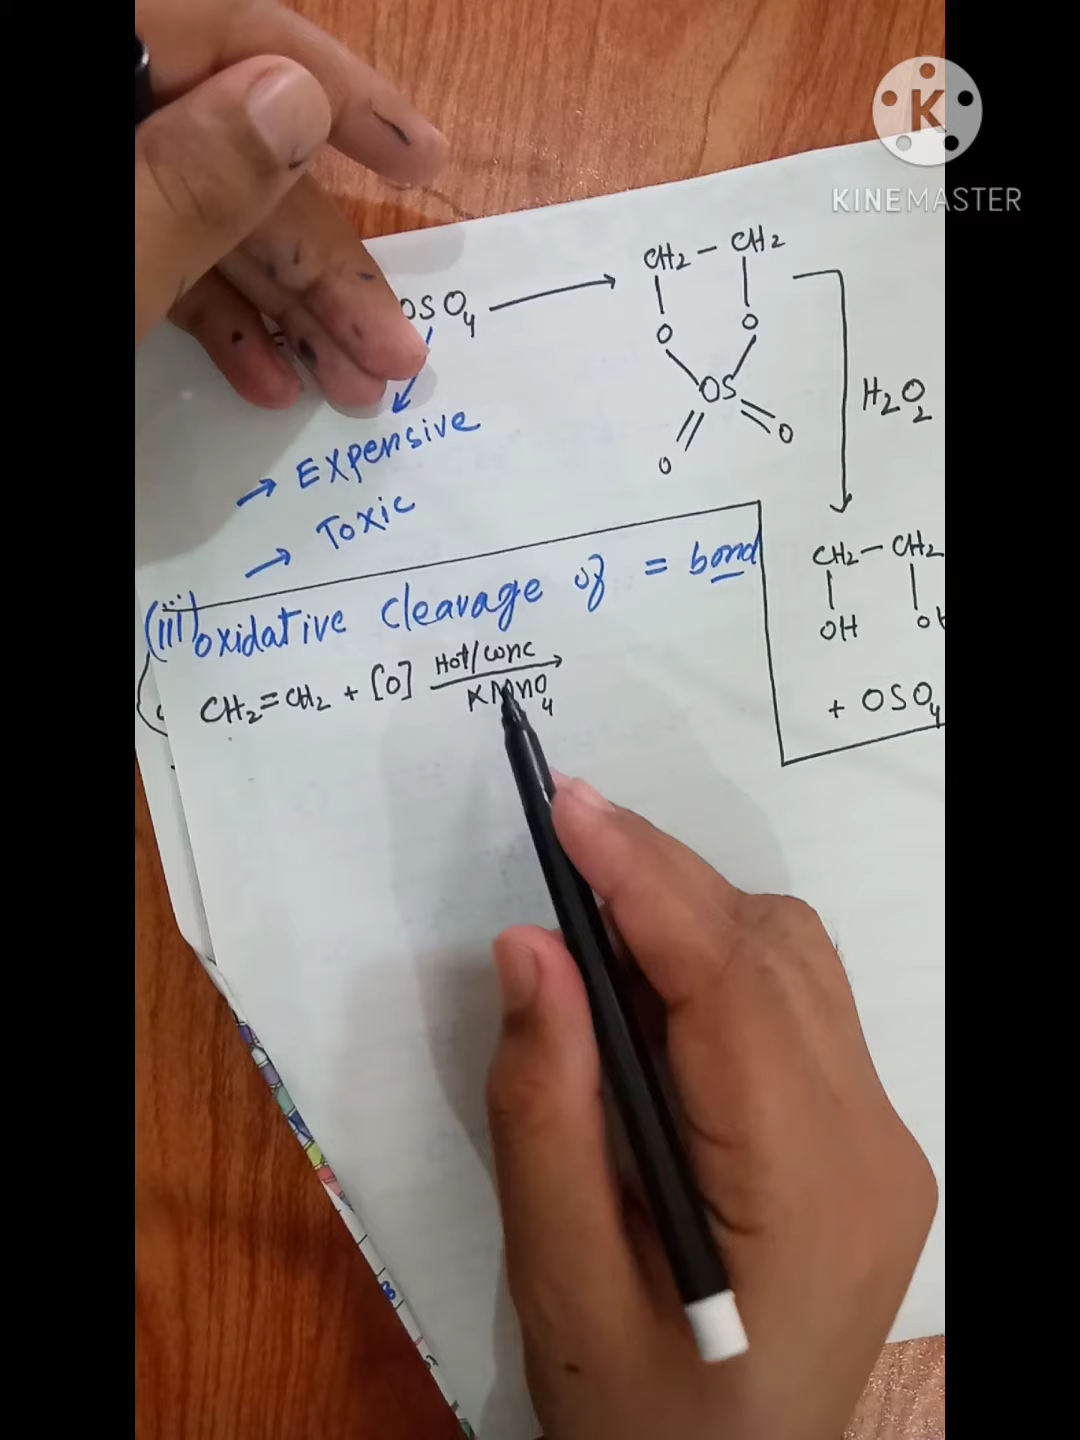 K
KINEMASTER
CH2 – CH2
OSO4
O O
OS
O O
H2O2
→ Expensive
→ Toxic
CH2 – CH2
OH
+ OSO4
(iii) oxidative cleavage of = bond
CH2=CH2 + [O] Hot/conc
KMnO4